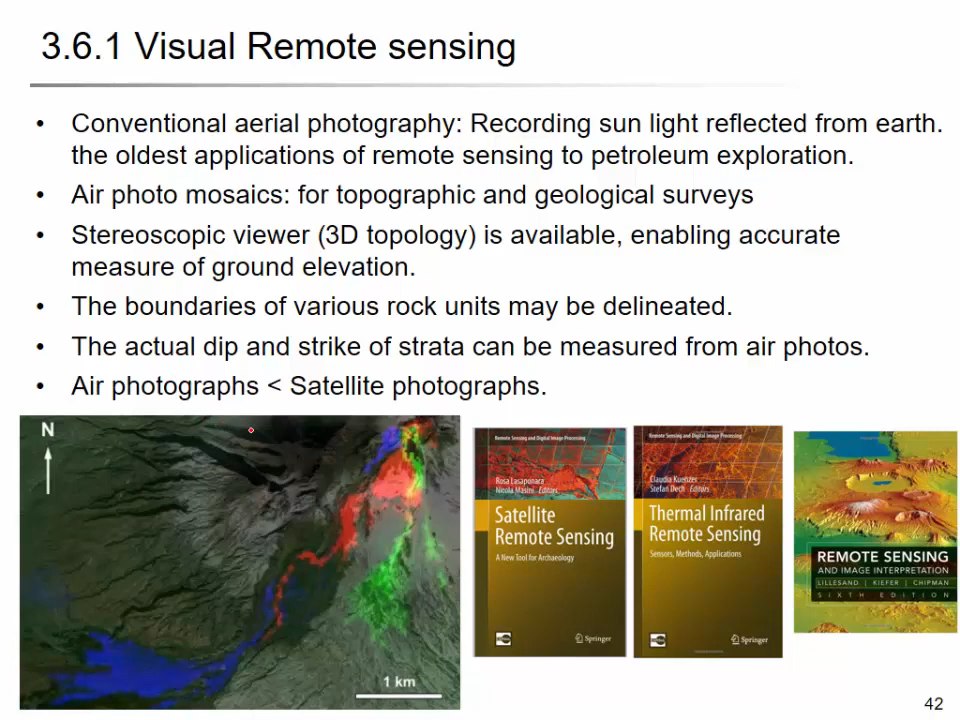 3.6.1 Visual Remote sensing
• Conventional aerial photography: Recording sun light reflected from earth.
the oldest applications of remote sensing to petroleum exploration.
• Air photo mosaics: for topographic and geological surveys
• Stereoscopic viewer (3D topology) is available, enabling accurate
measure of ground elevation.
• The boundaries of various rock units may be delineated.
• The actual dip and strike of strata can be measured from air photos.
• Air photographs < Satellite photographs.
N
1 km
Remote Sensing and Digital Image Processing
Rosa Lasaponara
Nicola Masini Editors
Satellite
Remote Sensing
A New Tool for Archaeology
Springer
Remote Sensing and Digital Image Processing
Claudia Kuenzer
Stefan Dech Editors
Thermal Infrared
Remote Sensing
Sensors, Methods, Applications
Springer
REMOTE SENSING
AND IMAGE INTERPRETATION
LILLESAND | KIEFER | CHIPMAN
SIXTH EDITION
42